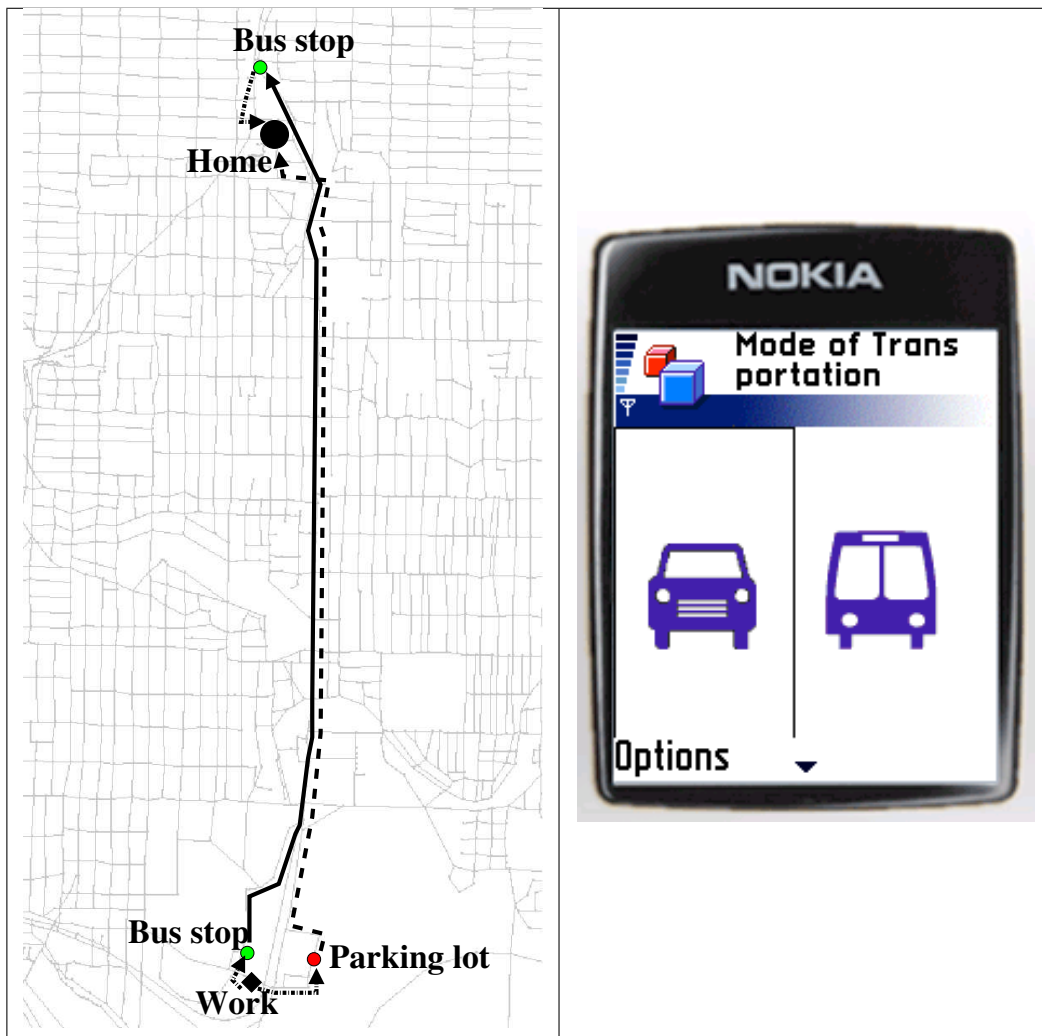 Bus stop
Home
Bus stop
Parking lot
Work
NOKIA
Mode of Trans
portation
Options